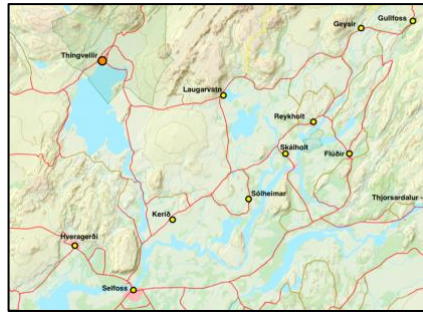 Gullfoss
Geysir
Thingvellir
Laugarvatn
Reykholt
Skálholt
Flúðir
Sólheimar
Thjorsardalur
Kerið
Hveragerði
Selfoss